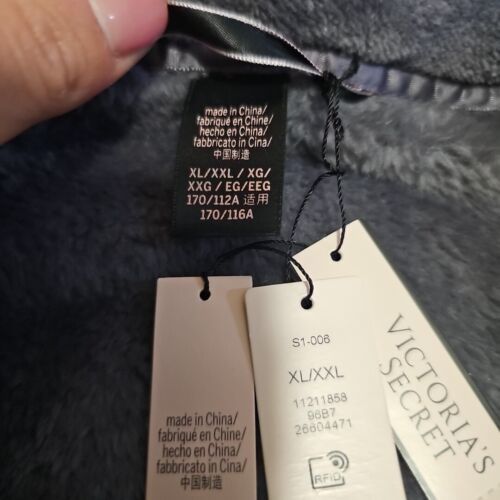 made in China/
fabriqué en Chine/
hecho en China/
fabbricato in Cina/
中国制造
XL/XXL / XG/
XXG / EG/EEG
170/112A 适用
170/116A
made in China/
fabriqué en Chine/
hecho en China/
fabbricato in Cina/
中国制造
S1-006
XL/XXL
11211858
96B7
26604471
RFID
VICTORIA'S
SECRET